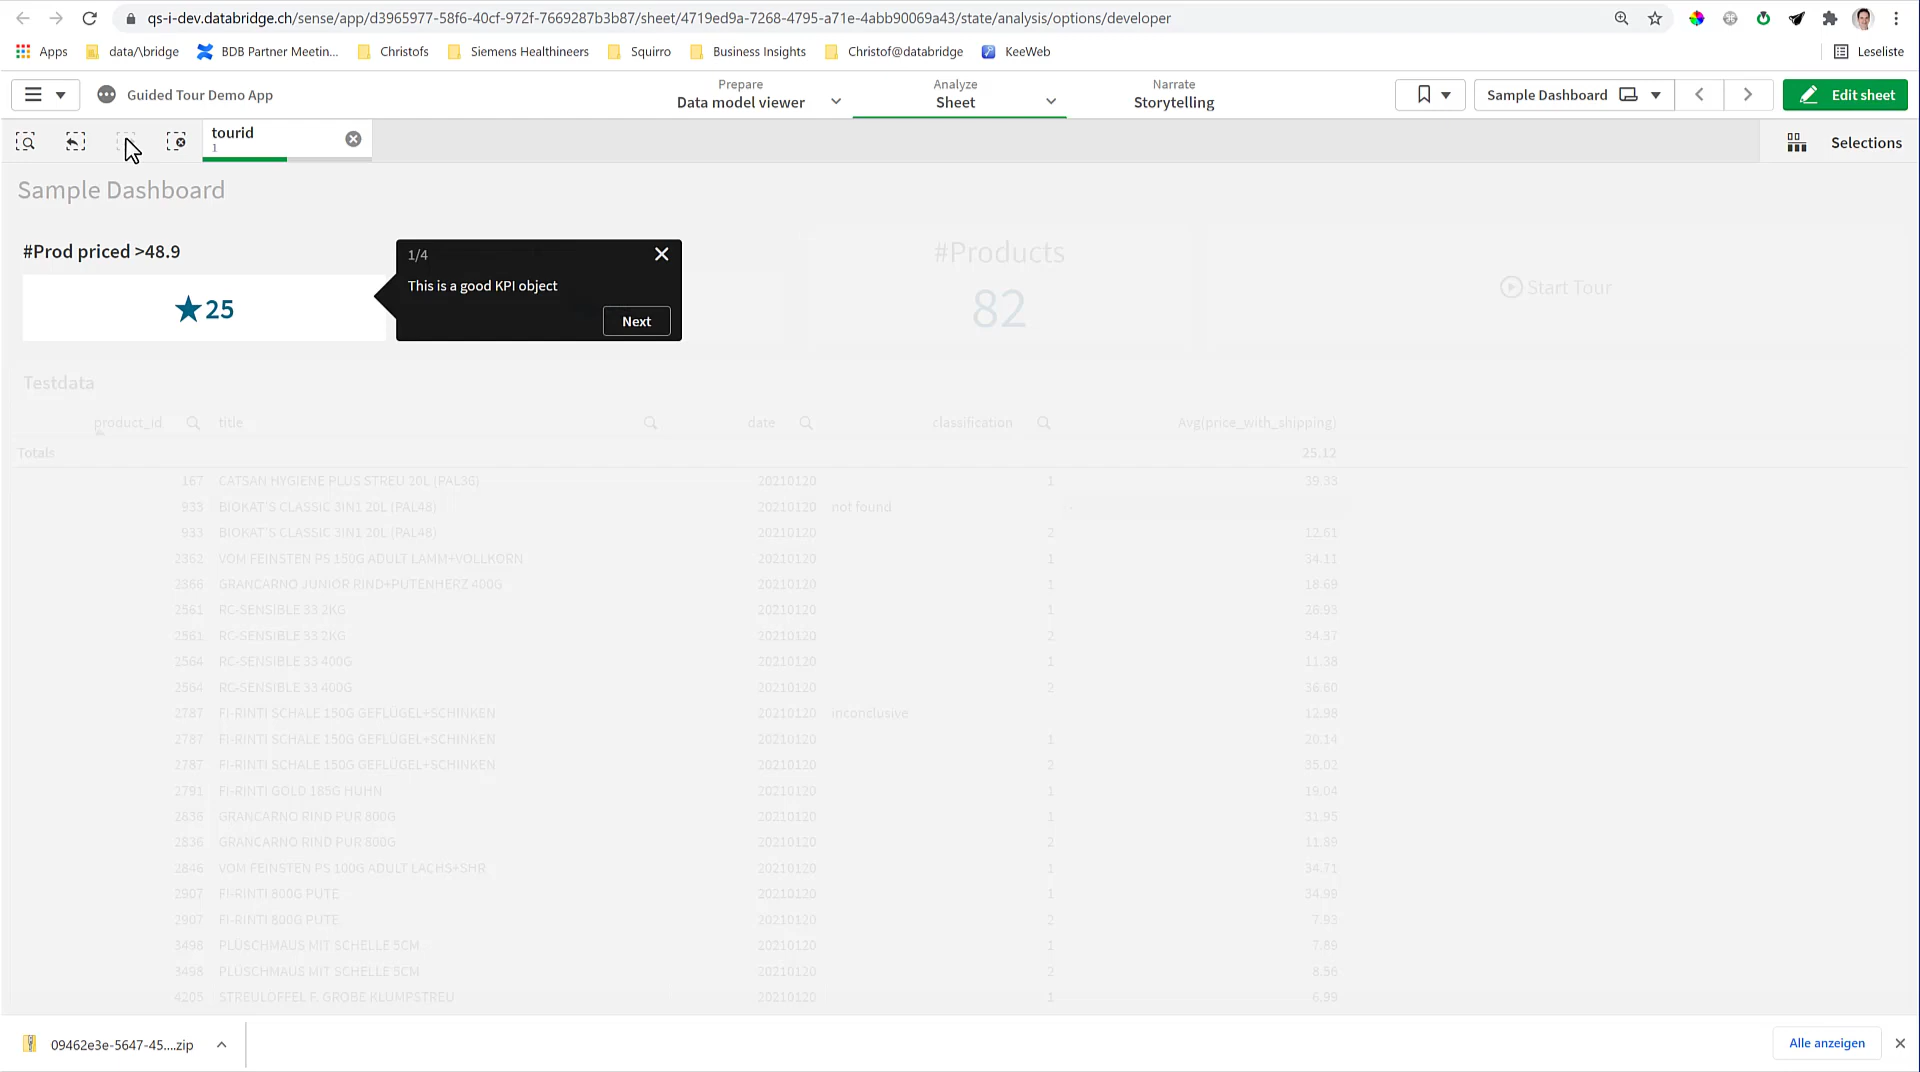 qs-i-dev.databridge.ch/sense/app/d3965977-58f6-40cf-972f-7669287b3b87/sheet/4719ed9a-7268-4795-a71e-4abb90069a43/state/analysis/options/developer
Apps data/\bridge BDB Partner Meetin... Christofs Siemens Healthineers Squirro Business Insights Christof@databridge KeeWeb Leseliste
Guided Tour Demo App
Prepare
Data model viewer
Analyze
Sheet
Narrate
Storytelling
Sample Dashboard
Edit sheet
tourid
1
Selections
Sample Dashboard
#Prod priced >48.9
25
1/4
This is a good KPI object
Next
#Products
82
Start Tour
Testdata
product_id title date classification Avg(price_with_shipping)
Totals 25.12
167 CATSAN HYGIENE PLUS STREU 20L (PAL36) 20210120 1 39.33
933 BIOKAT'S CLASSIC 3IN1 20L (PAL48) 20210120 not found -
933 BIOKAT'S CLASSIC 3IN1 20L (PAL48) 20210120 2 12.61
2362 VOM FEINSTEN PS 150G ADULT LAMM+VOLLKORN 20210120 1 34.11
2366 GRANCARNO JUNIOR RIND+PUTENHERZ 400G 20210120 1 18.69
2561 RC-SENSIBLE 33 2KG 20210120 1 26.93
2561 RC-SENSIBLE 33 2KG 20210120 2 34.37
2564 RC-SENSIBLE 33 400G 20210120 1 11.38
2564 RC-SENSIBLE 33 400G 20210120 2 36.60
2787 FI-RINTI SCHALE 150G GEFLÜGEL+SCHINKEN 20210120 inconclusive 12.98
2787 FI-RINTI SCHALE 150G GEFLÜGEL+SCHINKEN 20210120 1 20.14
2787 FI-RINTI SCHALE 150G GEFLÜGEL+SCHINKEN 20210120 2 35.02
2791 FI-RINTI GOLD 185G HUHN 20210120 1 19.04
2836 GRANCARNO RIND PUR 800G 20210120 1 31.95
2836 GRANCARNO RIND PUR 800G 20210120 2 11.89
2846 VOM FEINSTEN PS 100G ADULT LACHS+SHR 20210120 1 34.71
2907 FI-RINTI 800G PUTE 20210120 1 34.99
2907 FI-RINTI 800G PUTE 20210120 2 7.93
3498 PLÜSCHMAUS MIT SCHELLE 5CM 20210120 1 7.89
3498 PLÜSCHMAUS MIT SCHELLE 5CM 20210120 2 8.56
4205 STREULÖFFEL F. GROBE KLUMPSTREU 20210120 1 6.99
09462e3e-5647-45....zip
Alle anzeigen